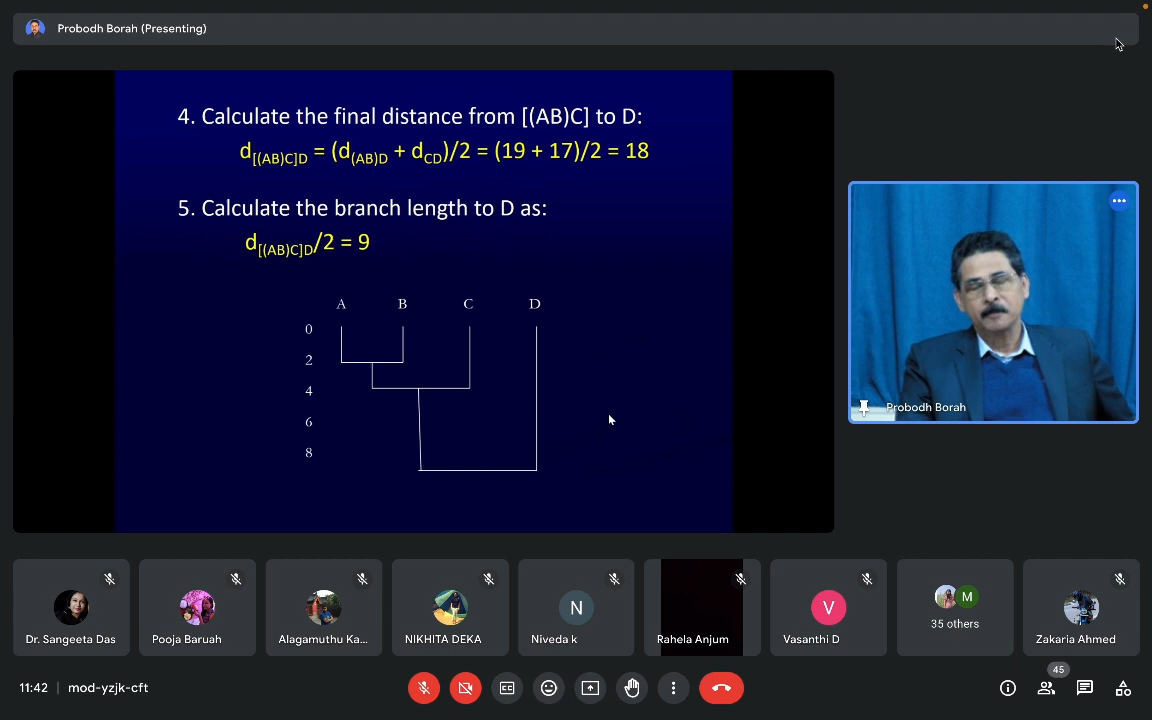 Probodh Borah (Presenting)
4. Calculate the final distance from [(AB)C] to D:
d[(AB)C]D = (d(AB)D + dCD)/2 = (19 + 17)/2 = 18
5. Calculate the branch length to D as:
d[(AB)C]D/2 = 9
A B C D
0
2
4
6
8
Probodh Borah
Dr. Sangeeta Das
Pooja Baruah
Alagamuthu Ka...
NIKHITA DEKA
N
Niveda k
Rahela Anjum
V
Vasanthi D
M
35 others
Zakaria Ahmed
11:42 | mod-yzjk-cft
CC
45